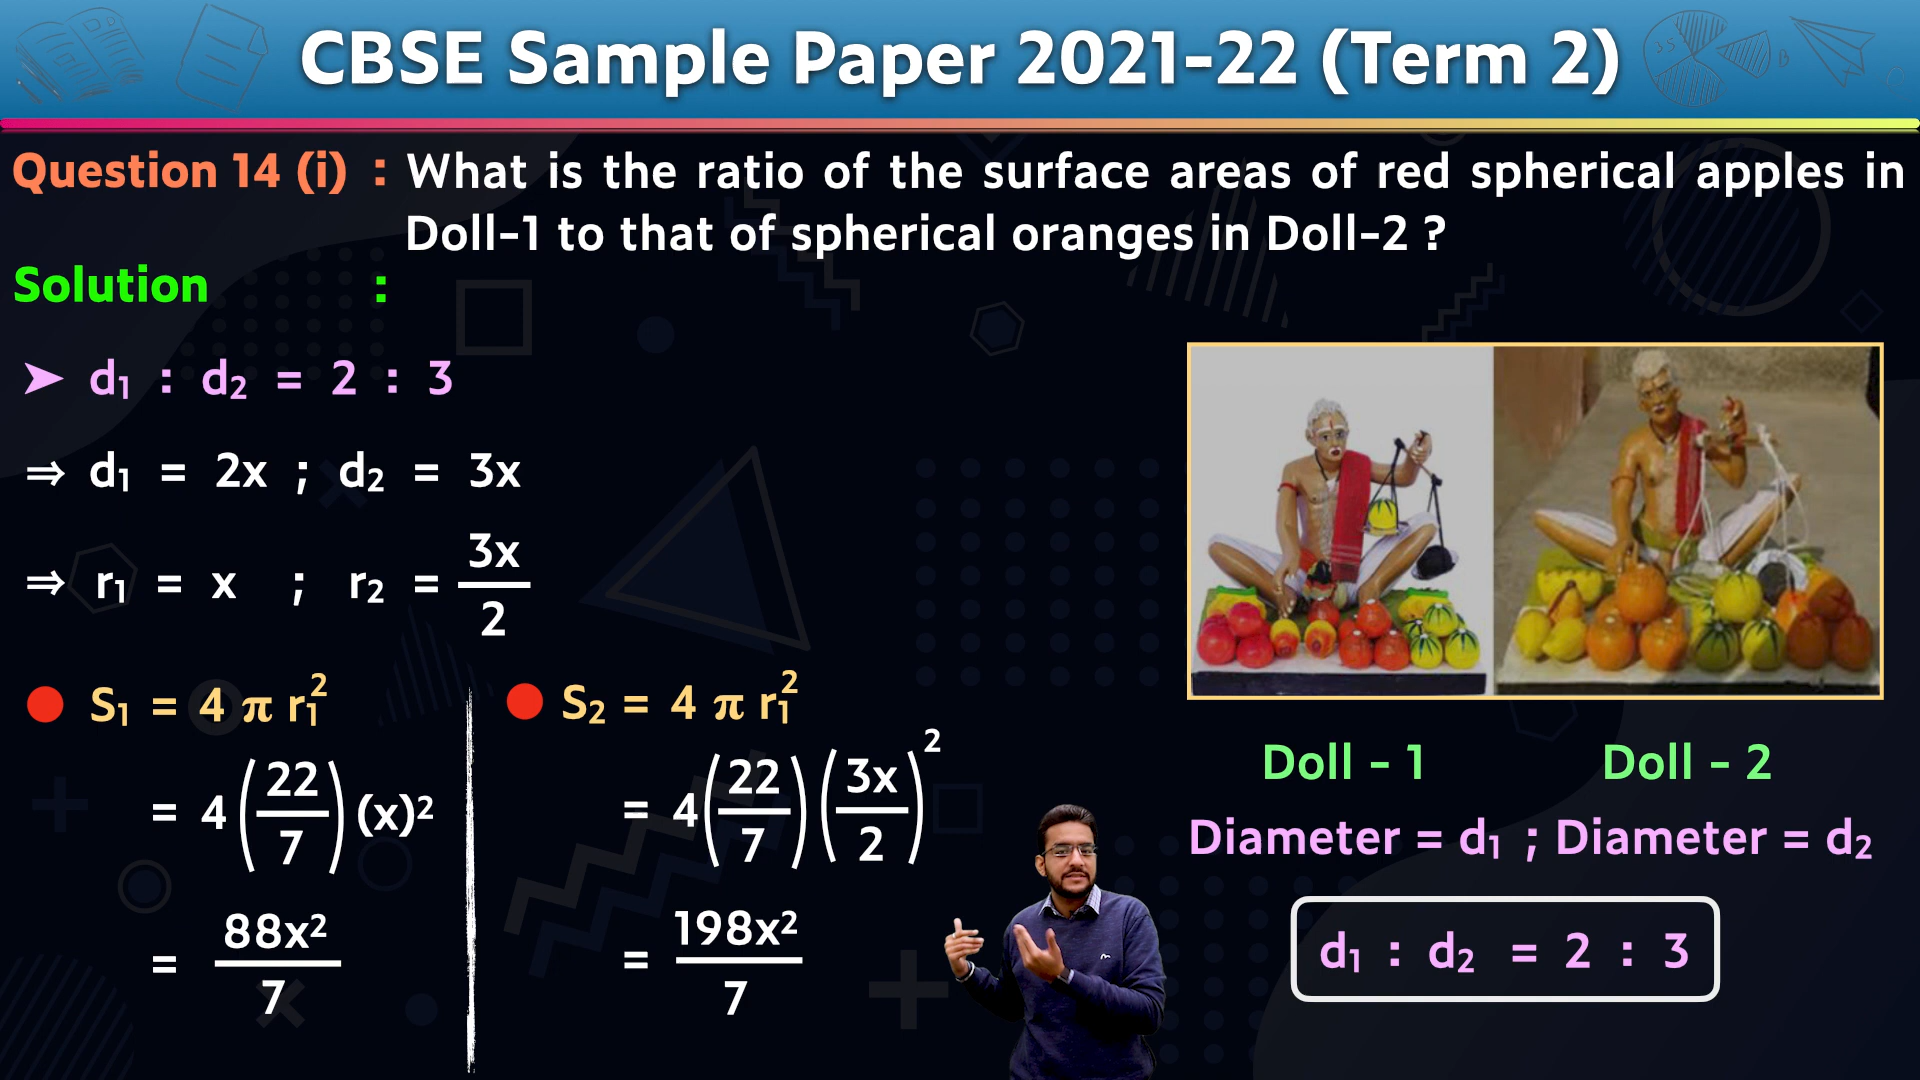 CBSE Sample Paper 2021-22 (Term 2)
Question 14 (i) : What is the ratio of the surface areas of red spherical apples in
Doll-1 to that of spherical oranges in Doll-2 ?
Solution :
➤ d₁ : d₂ = 2 : 3
⇒ d₁ = 2x ; d₂ = 3x
⇒ r₁ = x ; r₂ = 3x/2
S₁ = 4 π r₁²
= 4 (22/7) (x)²
= 88x²/7
S₂ = 4 π r₁²
= 4 (22/7) (3x/2)²
= 198x²/7
Doll - 1 Doll - 2
Diameter = d₁ ; Diameter = d₂
d₁ : d₂ = 2 : 3